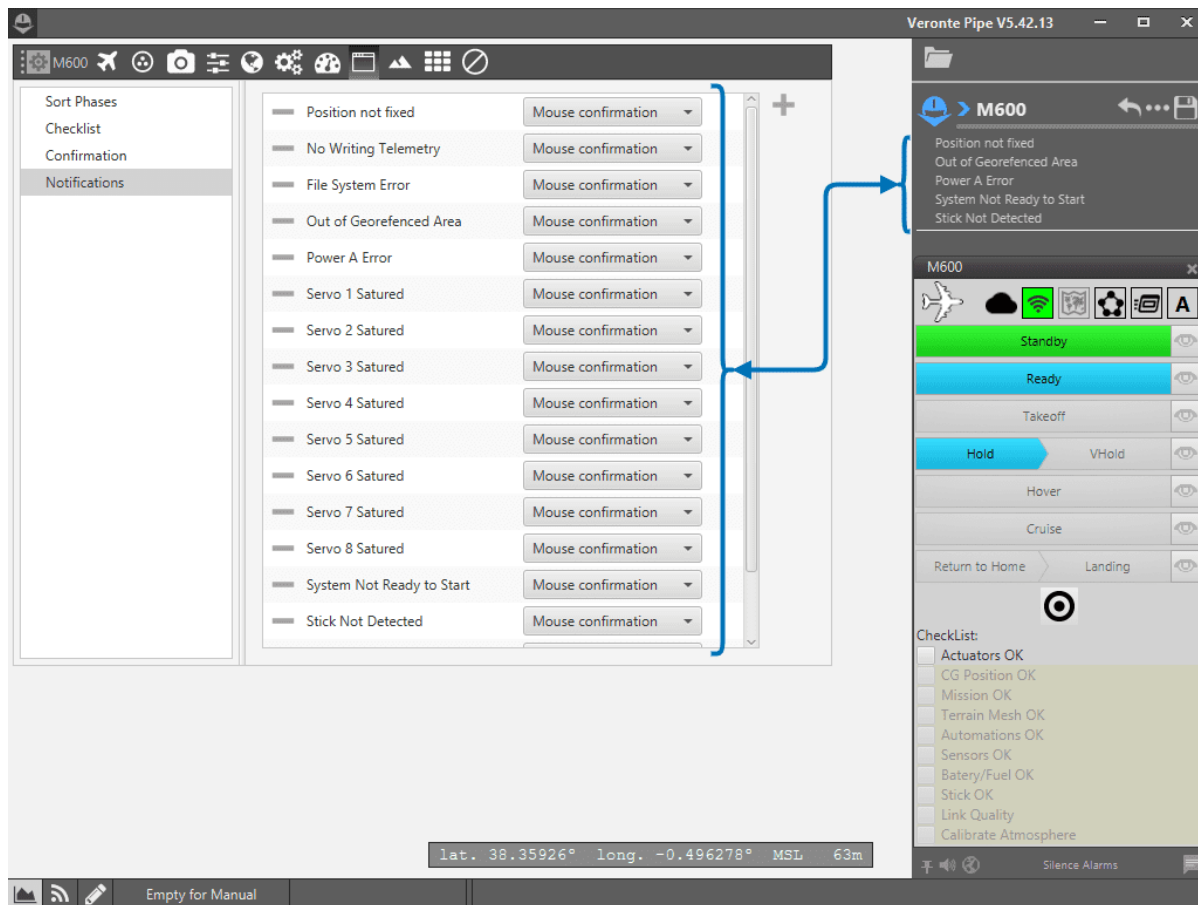 Veronte Pipe V5.42.13
M600
Sort Phases
Checklist
Confirmation
Notifications
Position not fixed Mouse confirmation
No Writing Telemetry Mouse confirmation
File System Error Mouse confirmation
Out of Georefenced Area Mouse confirmation
Power A Error Mouse confirmation
Servo 1 Satured Mouse confirmation
Servo 2 Satured Mouse confirmation
Servo 3 Satured Mouse confirmation
Servo 4 Satured Mouse confirmation
Servo 5 Satured Mouse confirmation
Servo 6 Satured Mouse confirmation
Servo 7 Satured Mouse confirmation
Servo 8 Satured Mouse confirmation
System Not Ready to Start Mouse confirmation
Stick Not Detected Mouse confirmation
M600
Position not fixed
Out of Georefenced Area
Power A Error
System Not Ready to Start
Stick Not Detected
M600
A
Standby
Ready
Takeoff
Hold VHold
Hover
Cruise
Return to Home Landing
CheckList:
Actuators OK
CG Position OK
Mission OK
Terrain Mesh OK
Automations OK
Sensors OK
Batery/Fuel OK
Stick OK
Link Quality
Calibrate Atmosphere
Silence Alarms
lat. 38.35926° long. -0.496278° MSL 63m
Empty for Manual